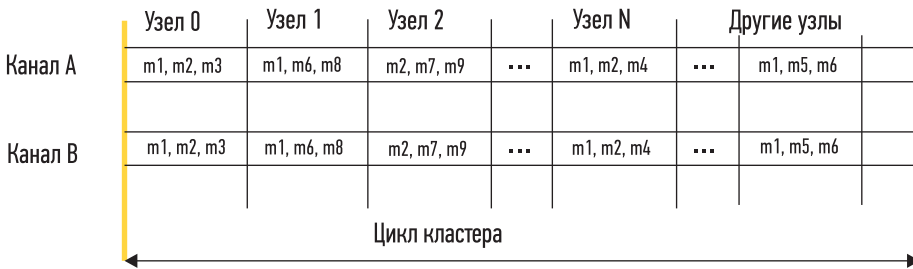 Узел 0 Узел 1 Узел 2 Узел N Другие узлы
Канал A m1, m2, m3 m1, m6, m8 m2, m7, m9 ... m1, m2, m4 ... m1, m5, m6
Канал B m1, m2, m3 m1, m6, m8 m2, m7, m9 ... m1, m2, m4 ... m1, m5, m6
Цикл кластера